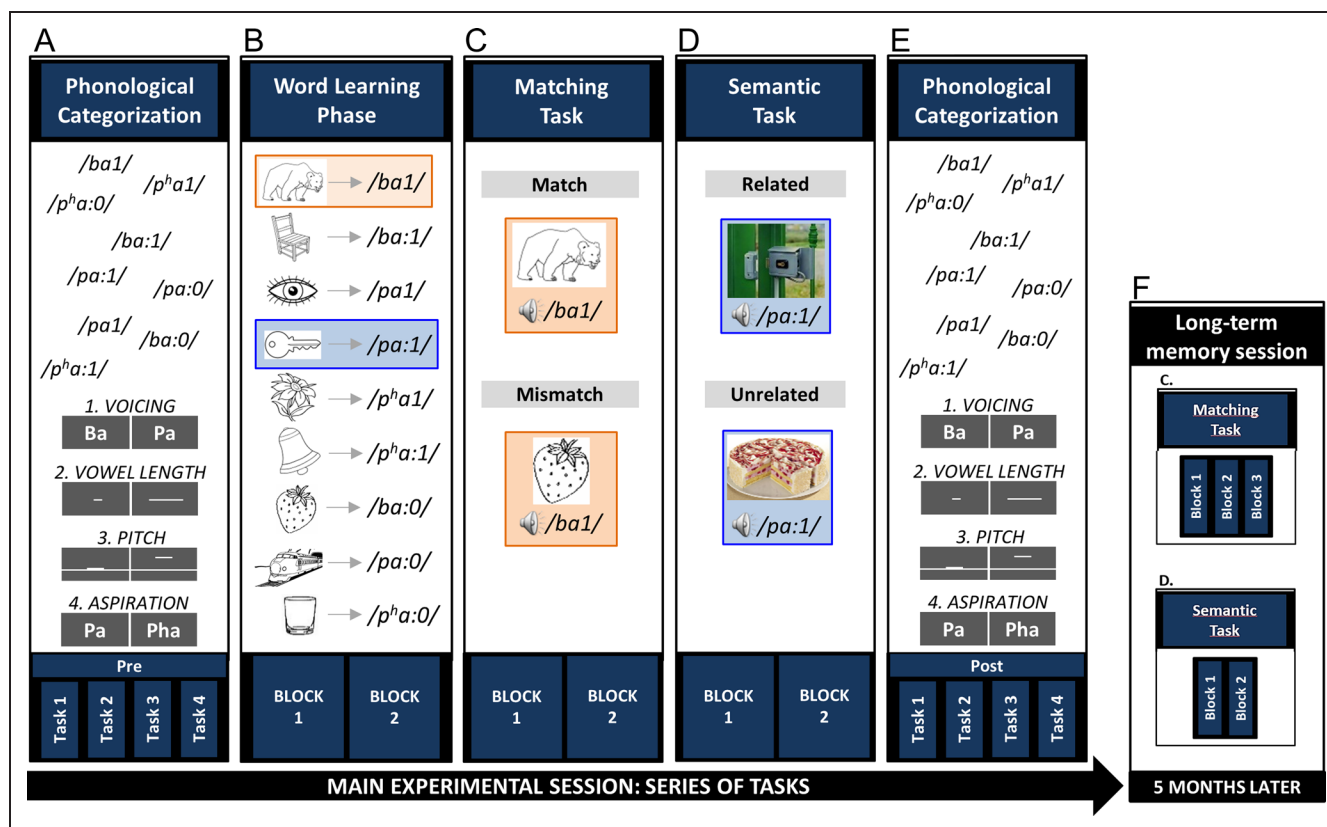 A
Phonological
Categorization
/ba1/
/pʰa1/
/pʰa:0/
/ba:1/
/pa:1/
/pa:0/
/pa1/
/ba:0/
/pʰa:1/
1. VOICING
Ba Pa
2. VOWEL LENGTH
3. PITCH
4. ASPIRATION
Pa Pha
Pre
Task 1 Task 2 Task 3 Task 4
B
Word Learning
Phase
/ba1/
/ba:1/
/pa1/
/pa:1/
/pʰa1/
/pʰa:1/
/ba:0/
/pa:0/
/pʰa:0/
BLOCK
1
BLOCK
2
C
Matching
Task
Match
/ba1/
Mismatch
/ba1/
BLOCK
1
BLOCK
2
D
Semantic
Task
Related
/pa:1/
Unrelated
/pa:1/
BLOCK
1
BLOCK
2
E
Phonological
Categorization
/ba1/
/pʰa1/
/pʰa:0/
/ba:1/
/pa:1/
/pa:0/
/pa1/
/ba:0/
/pʰa:1/
1. VOICING
Ba Pa
2. VOWEL LENGTH
3. PITCH
4. ASPIRATION
Pa Pha
Post
Task 1 Task 2 Task 3 Task 4
F
Long-term
memory session
C.
Matching
Task
Block 1 Block 2 Block 3
D.
Semantic
Task
Block 1 Block 2
MAIN EXPERIMENTAL SESSION: SERIES OF TASKS
5 MONTHS LATER